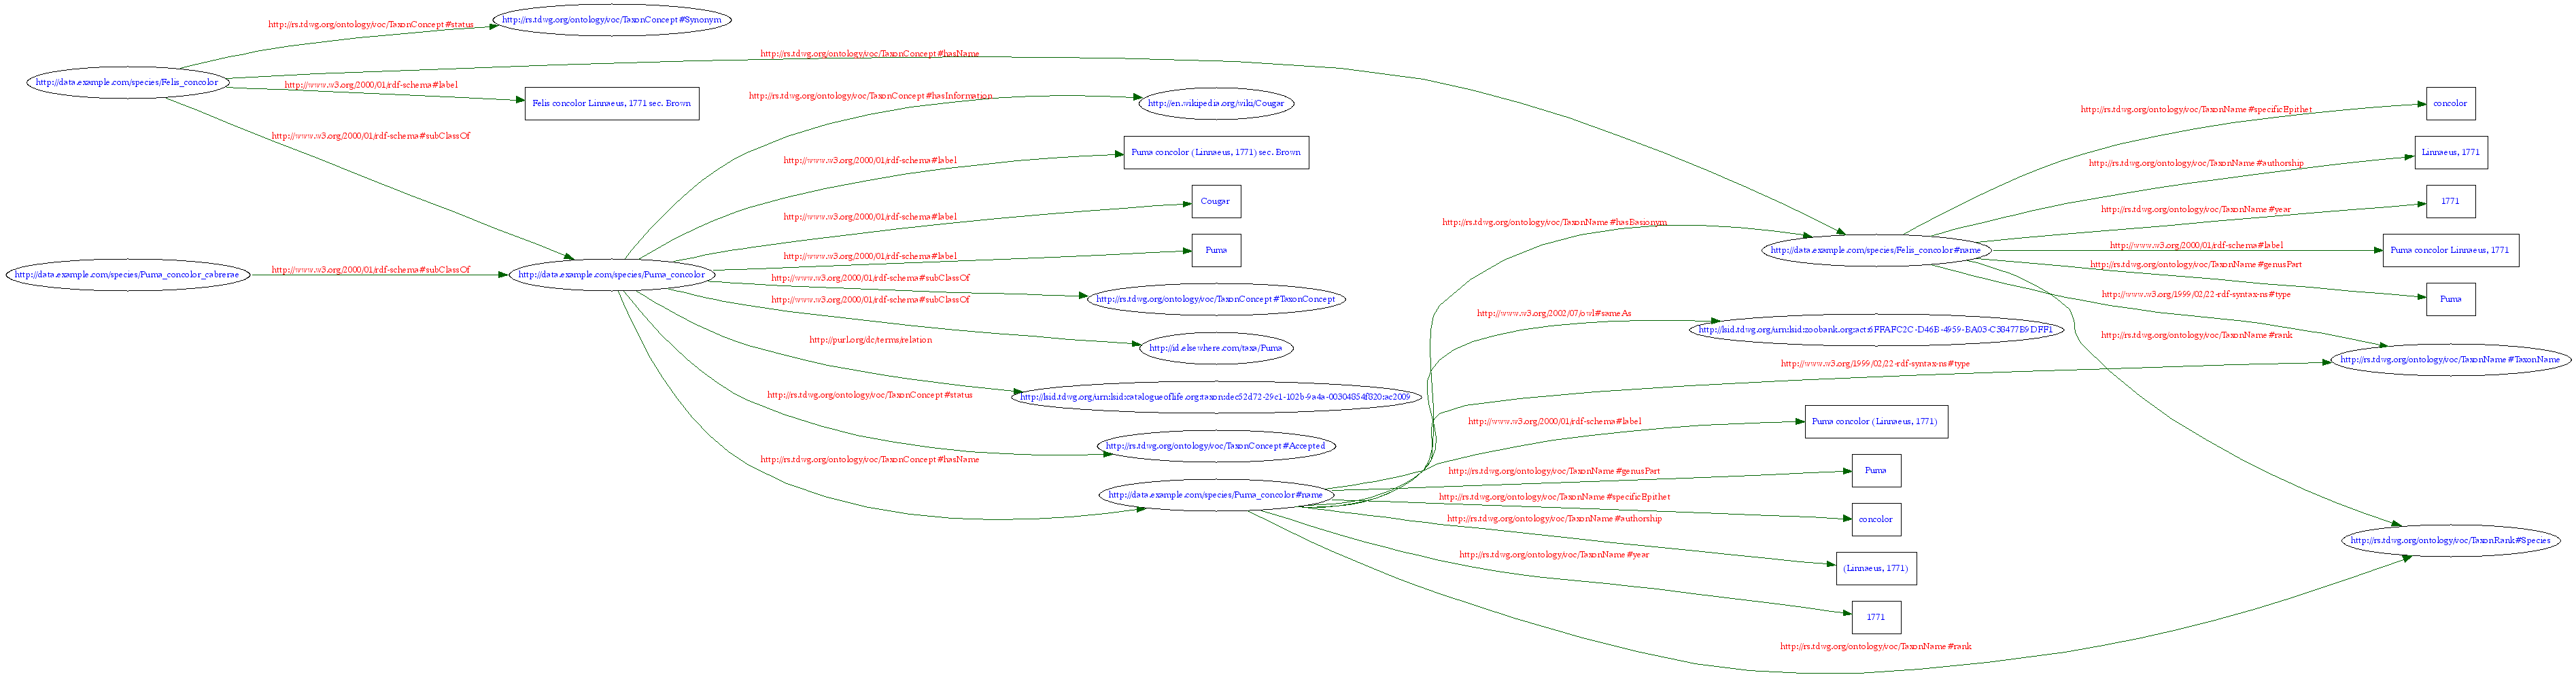 http://rs.tdwg.org/ontology/voc/TaxonConcept#Synonym
http://rs.tdwg.org/ontology/voc/TaxonConcept#status
http://rs.tdwg.org/ontology/voc/TaxonConcept#hasName
http://data.example.com/species/Felis_concolor
http://www.w3.org/2000/01/rdf-schema#label
Felis concolor Linnaeus, 1771 sec. Brown
http://www.w3.org/2000/01/rdf-schema#subClassOf
http://data.example.com/species/Puma_concolor_cabrerae
http://www.w3.org/2000/01/rdf-schema#subClassOf
http://data.example.com/species/Puma_concolor
http://rs.tdwg.org/ontology/voc/TaxonConcept#hasInformation
http://en.wikipedia.org/wiki/Cougar
http://www.w3.org/2000/01/rdf-schema#label
Puma concolor (Linnaeus, 1771) sec. Brown
http://www.w3.org/2000/01/rdf-schema#label
Cougar
http://www.w3.org/2000/01/rdf-schema#label
Puma
http://www.w3.org/2000/01/rdf-schema#subClassOf
http://rs.tdwg.org/ontology/voc/TaxonConcept#TaxonConcept
http://www.w3.org/2000/01/rdf-schema#subClassOf
http://id.elsewhere.com/taxa/Puma
http://purl.org/dc/terms/relation
http://lsid.tdwg.org/urn:lsid:catalogueoflife.org:taxon:dec52d72-29c1-102b-9a4a-00304854f820:ac2009
http://rs.tdwg.org/ontology/voc/TaxonConcept#status
http://rs.tdwg.org/ontology/voc/TaxonConcept#Accepted
http://rs.tdwg.org/ontology/voc/TaxonConcept#hasName
http://data.example.com/species/Puma_concolor#name
http://rs.tdwg.org/ontology/voc/TaxonName#hasBasionym
http://www.w3.org/2002/07/owl#sameAs
http://lsid.tdwg.org/urn:lsid:zoobank.org:act:6FFAFC2C-D46B-4959-BA03-C38477B9DFF1
http://www.w3.org/1999/02/22-rdf-syntax-ns#type
http://www.w3.org/2000/01/rdf-schema#label
Puma concolor (Linnaeus, 1771)
http://rs.tdwg.org/ontology/voc/TaxonName#genusPart
Puma
http://rs.tdwg.org/ontology/voc/TaxonName#specificEpithet
concolor
http://rs.tdwg.org/ontology/voc/TaxonName#authorship
(Linnaeus, 1771)
http://rs.tdwg.org/ontology/voc/TaxonName#year
1771
http://rs.tdwg.org/ontology/voc/TaxonName#rank
http://data.example.com/species/Felis_concolor#name
http://rs.tdwg.org/ontology/voc/TaxonName#specificEpithet
concolor
http://rs.tdwg.org/ontology/voc/TaxonName#authorship
Linnaeus, 1771
http://rs.tdwg.org/ontology/voc/TaxonName#year
1771
http://www.w3.org/2000/01/rdf-schema#label
Puma concolor Linnaeus, 1771
http://rs.tdwg.org/ontology/voc/TaxonName#genusPart
Puma
http://www.w3.org/1999/02/22-rdf-syntax-ns#type
http://rs.tdwg.org/ontology/voc/TaxonName#rank
http://rs.tdwg.org/ontology/voc/TaxonName#TaxonName
http://rs.tdwg.org/ontology/voc/TaxonRank#Species